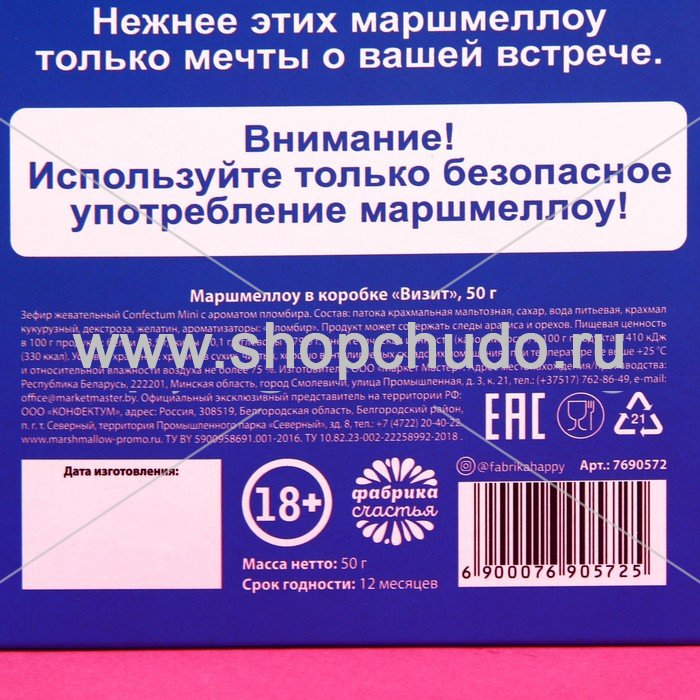 Нежнее этих маршмеллоу
только мечты о вашей встрече.
Внимание!
Используйте только безопасное
употребление маршмеллоу!
Маршмеллоу в коробке «Визит», 50 г
Зефир жевательный Confectum Mini с ароматом пломбира. Состав: патока крахмальная мальтозная, сахар, вода питьевая, крахмал
кукурузный, декстроза, желатин, ароматизаторы: «Пломбир». Продукт может содержать следы арахиса и орехов. Пищевая ценность
в 100 г
(330 ккал).
и относительной влажности воздуха не более 75 %. Изготовитель: ООО «Маркет Мастер».
Республика Беларусь, 222201, Минская область, город Смолевичи, улица Промышленная, д. 3, к. 21, тел.: (+37517) 762-86-49, e-mail:
office@marketmaster.by. Официальный эксклюзивный представитель на территории РФ:
ООО «КОНФЕКТУМ», адрес: Россия, 308519, Белгородская область, Белгородский район,
п. г. т. Северный, территория Промышленного парка «Северный», зд. 8, тел.: +7 (4722) 20-40-22.
www.marshmallow-promo.ru. ТУ BY 5900958691.001-2016. ТУ 10.82.23-002-22258992-2018
www.shopchudo.ru
EAC
21
Дата изготовления:
18+
фабрика
счастья
@fabrikahappy Арт.: 7690572
Масса нетто: 50 г
Срок годности: 12 месяцев
6 900076 905725